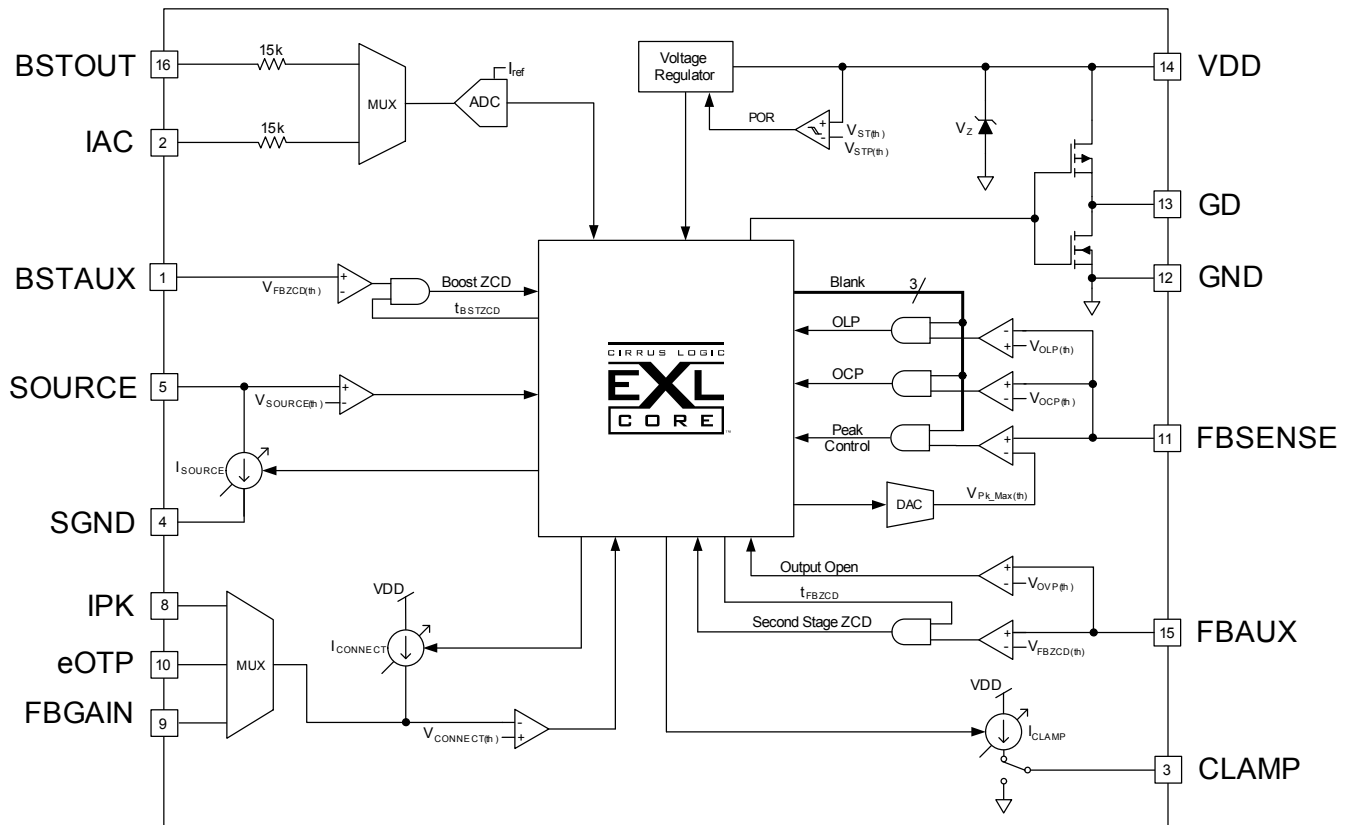 BSTOUT
16
15k
IAC
2
15k
MUX
ADC
Iref
Voltage
Regulator
POR
VST(th)
VSTP(th)
VZ
14
VDD
13
GD
12
GND
BSTAUX
1
VFBZCD(th)
Boost ZCD
tBSTZCD
SOURCE
5
VSOURCE(th)
ISOURCE
SGND
4
CIRRUS LOGIC
EXL
CORE
TM
Blank
3
OLP
VOLP(th)
OCP
VOCP(th)
Peak
Control
11
FBSENSE
DAC
VPk_Max(th)
IPK
8
eOTP
10
FBGAIN
9
MUX
VDD
ICONNECT
VCONNECT(th)
Output Open
VOVP(th)
tFBZCD
Second Stage ZCD
VFBZCD(th)
15
FBAUX
VDD
ICLAMP
3
CLAMP